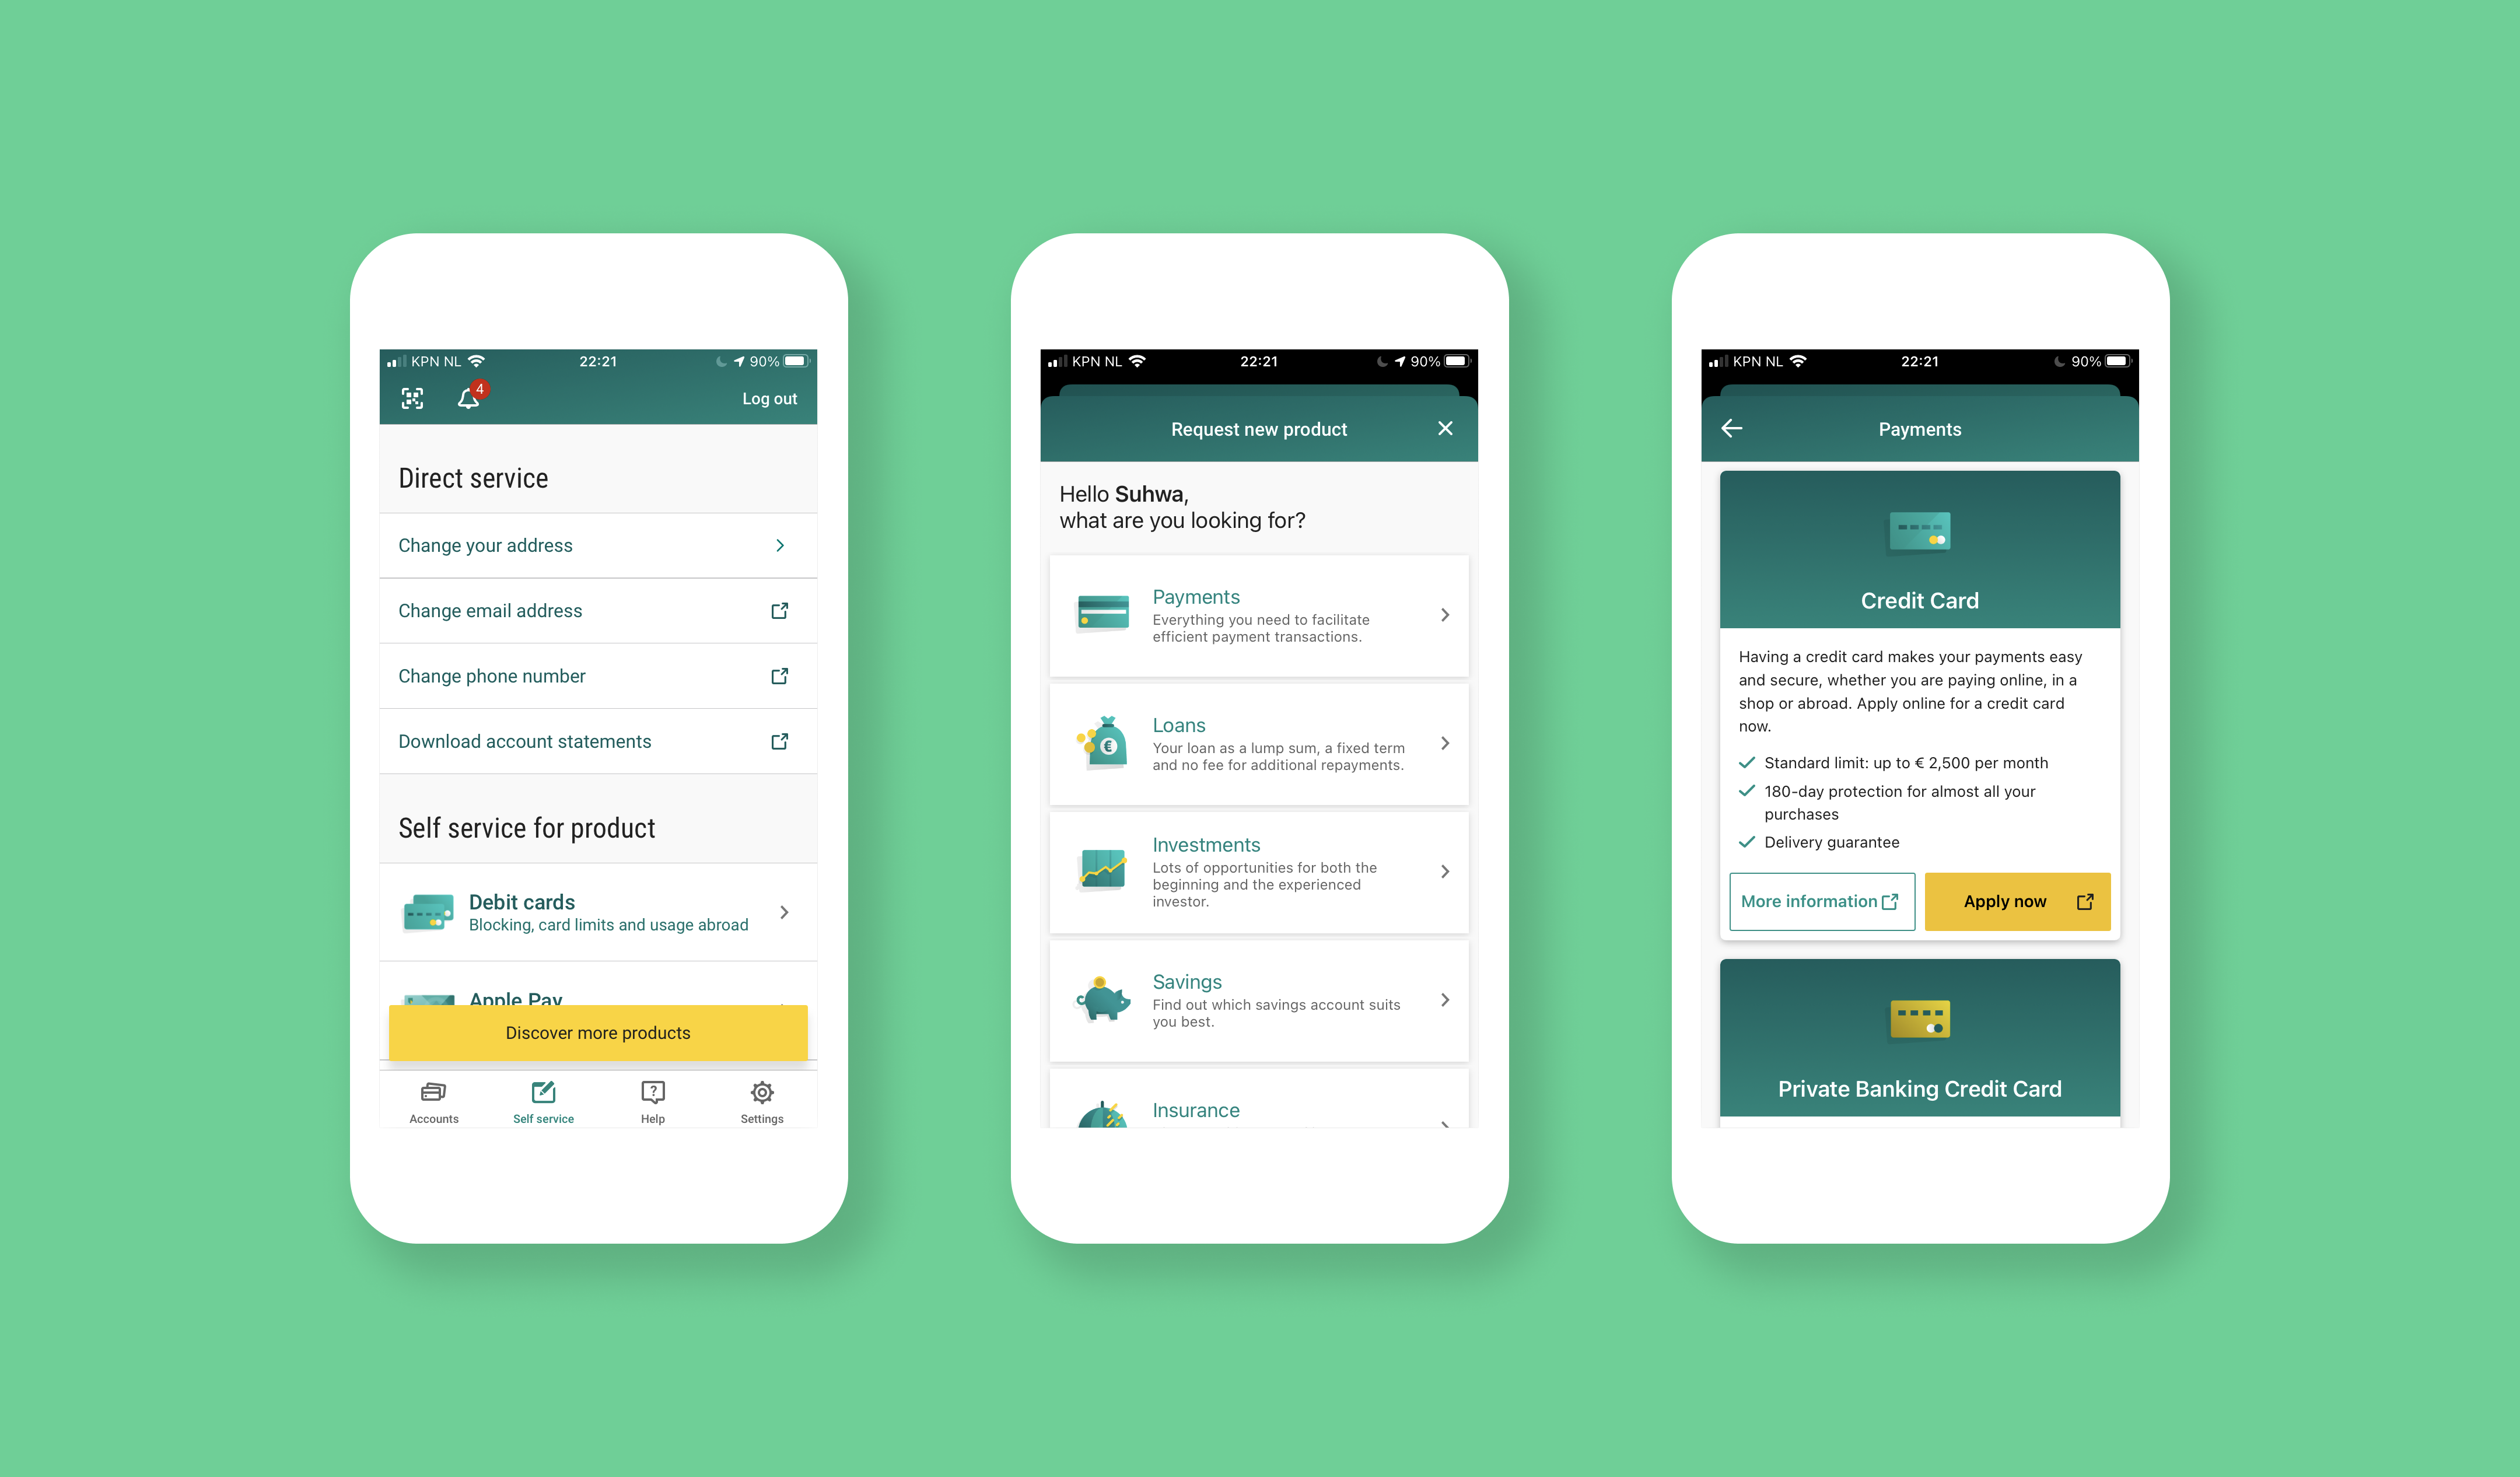 KPN NL
22:21
90%
4
Log out
Direct service
Change your address
Change email address
Change phone number
Download account statements
Self service for product
Debit cards
Blocking, card limits and usage abroad
Apple Pay
Discover more products
Accounts
Self service
Help
Settings
KPN NL
22:21
90%
Request new product
Hello Suhwa,
what are you looking for?
Payments
Everything you need to facilitate
efficient payment transactions.
Loans
Your loan as a lump sum, a fixed term
and no fee for additional repayments.
Investments
Lots of opportunities for both the
beginning and the experienced
investor.
Savings
Find out which savings account suits
you best.
Insurance
KPN NL
22:21
90%
Payments
Credit Card
Having a credit card makes your payments easy
and secure, whether you are paying online, in a
shop or abroad. Apply online for a credit card
now.
Standard limit: up to € 2,500 per month
180-day protection for almost all your
purchases
Delivery guarantee
More information
Apply now
Private Banking Credit Card